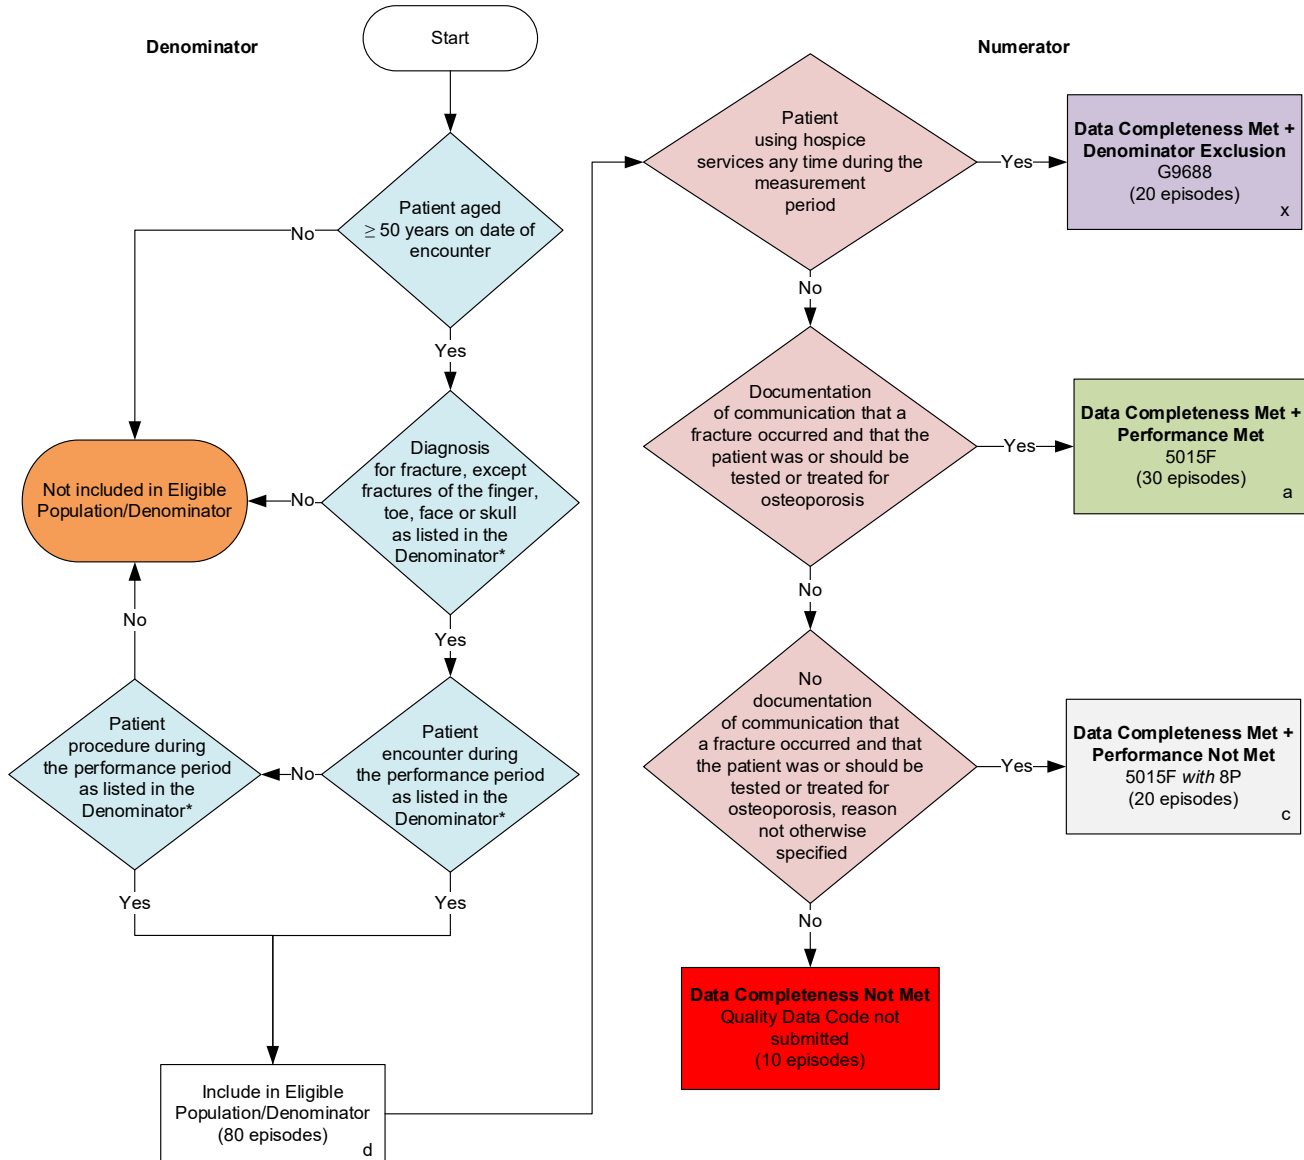 Denominator
Start
Numerator
Patient aged
≥ 50 years on date of
encounter
No
Yes
Diagnosis
for fracture, except
fractures of the finger,
toe, face or skull
as listed in the
Denominator*
No
Not included in Eligible
Population/Denominator
Yes
Patient
encounter during
the performance period
as listed in the
Denominator*
No
Patient
procedure during
the performance period
as listed in the
Denominator*
No
Yes
Yes
Include in Eligible
Population/Denominator
(80 episodes)
d
Patient
using hospice
services any time during the
measurement
period
Yes
Data Completeness Met +
Denominator Exclusion
G9688
(20 episodes)
x
No
Documentation
of communication that a
fracture occurred and that the
patient was or should be
tested or treated for
osteoporosis
Yes
Data Completeness Met +
Performance Met
5015F
(30 episodes)
a
No
No
documentation
of communication that
a fracture occurred and that
the patient was or should be
tested or treated for
osteoporosis, reason
not otherwise
specified
Yes
Data Completeness Met +
Performance Not Met
5015F with 8P
(20 episodes)
c
No
Data Completeness Not Met
Quality Data Code not
submitted
(10 episodes)